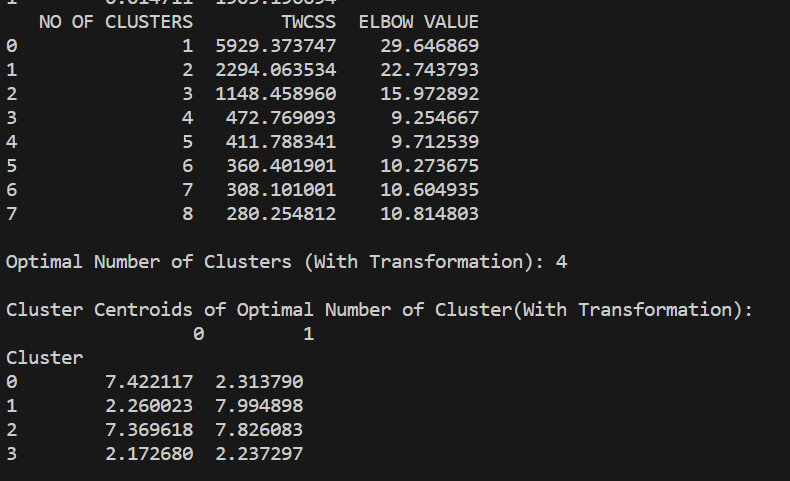 NO OF CLUSTERS TWCSS ELBOW VALUE
0 1 5929.373747 29.646869
1 2 2294.063534 22.743793
2 3 1148.458960 15.972892
3 4 472.769093 9.254667
4 5 411.788341 9.712539
5 6 360.401901 10.273675
6 7 308.101001 10.604935
7 8 280.254812 10.814803
Optimal Number of Clusters (With Transformation): 4
Cluster Centroids of Optimal Number of Cluster(With Transformation):
0 1
Cluster
0 7.422117 2.313790
1 2.260023 7.994898
2 7.369618 7.826083
3 2.172680 2.237297